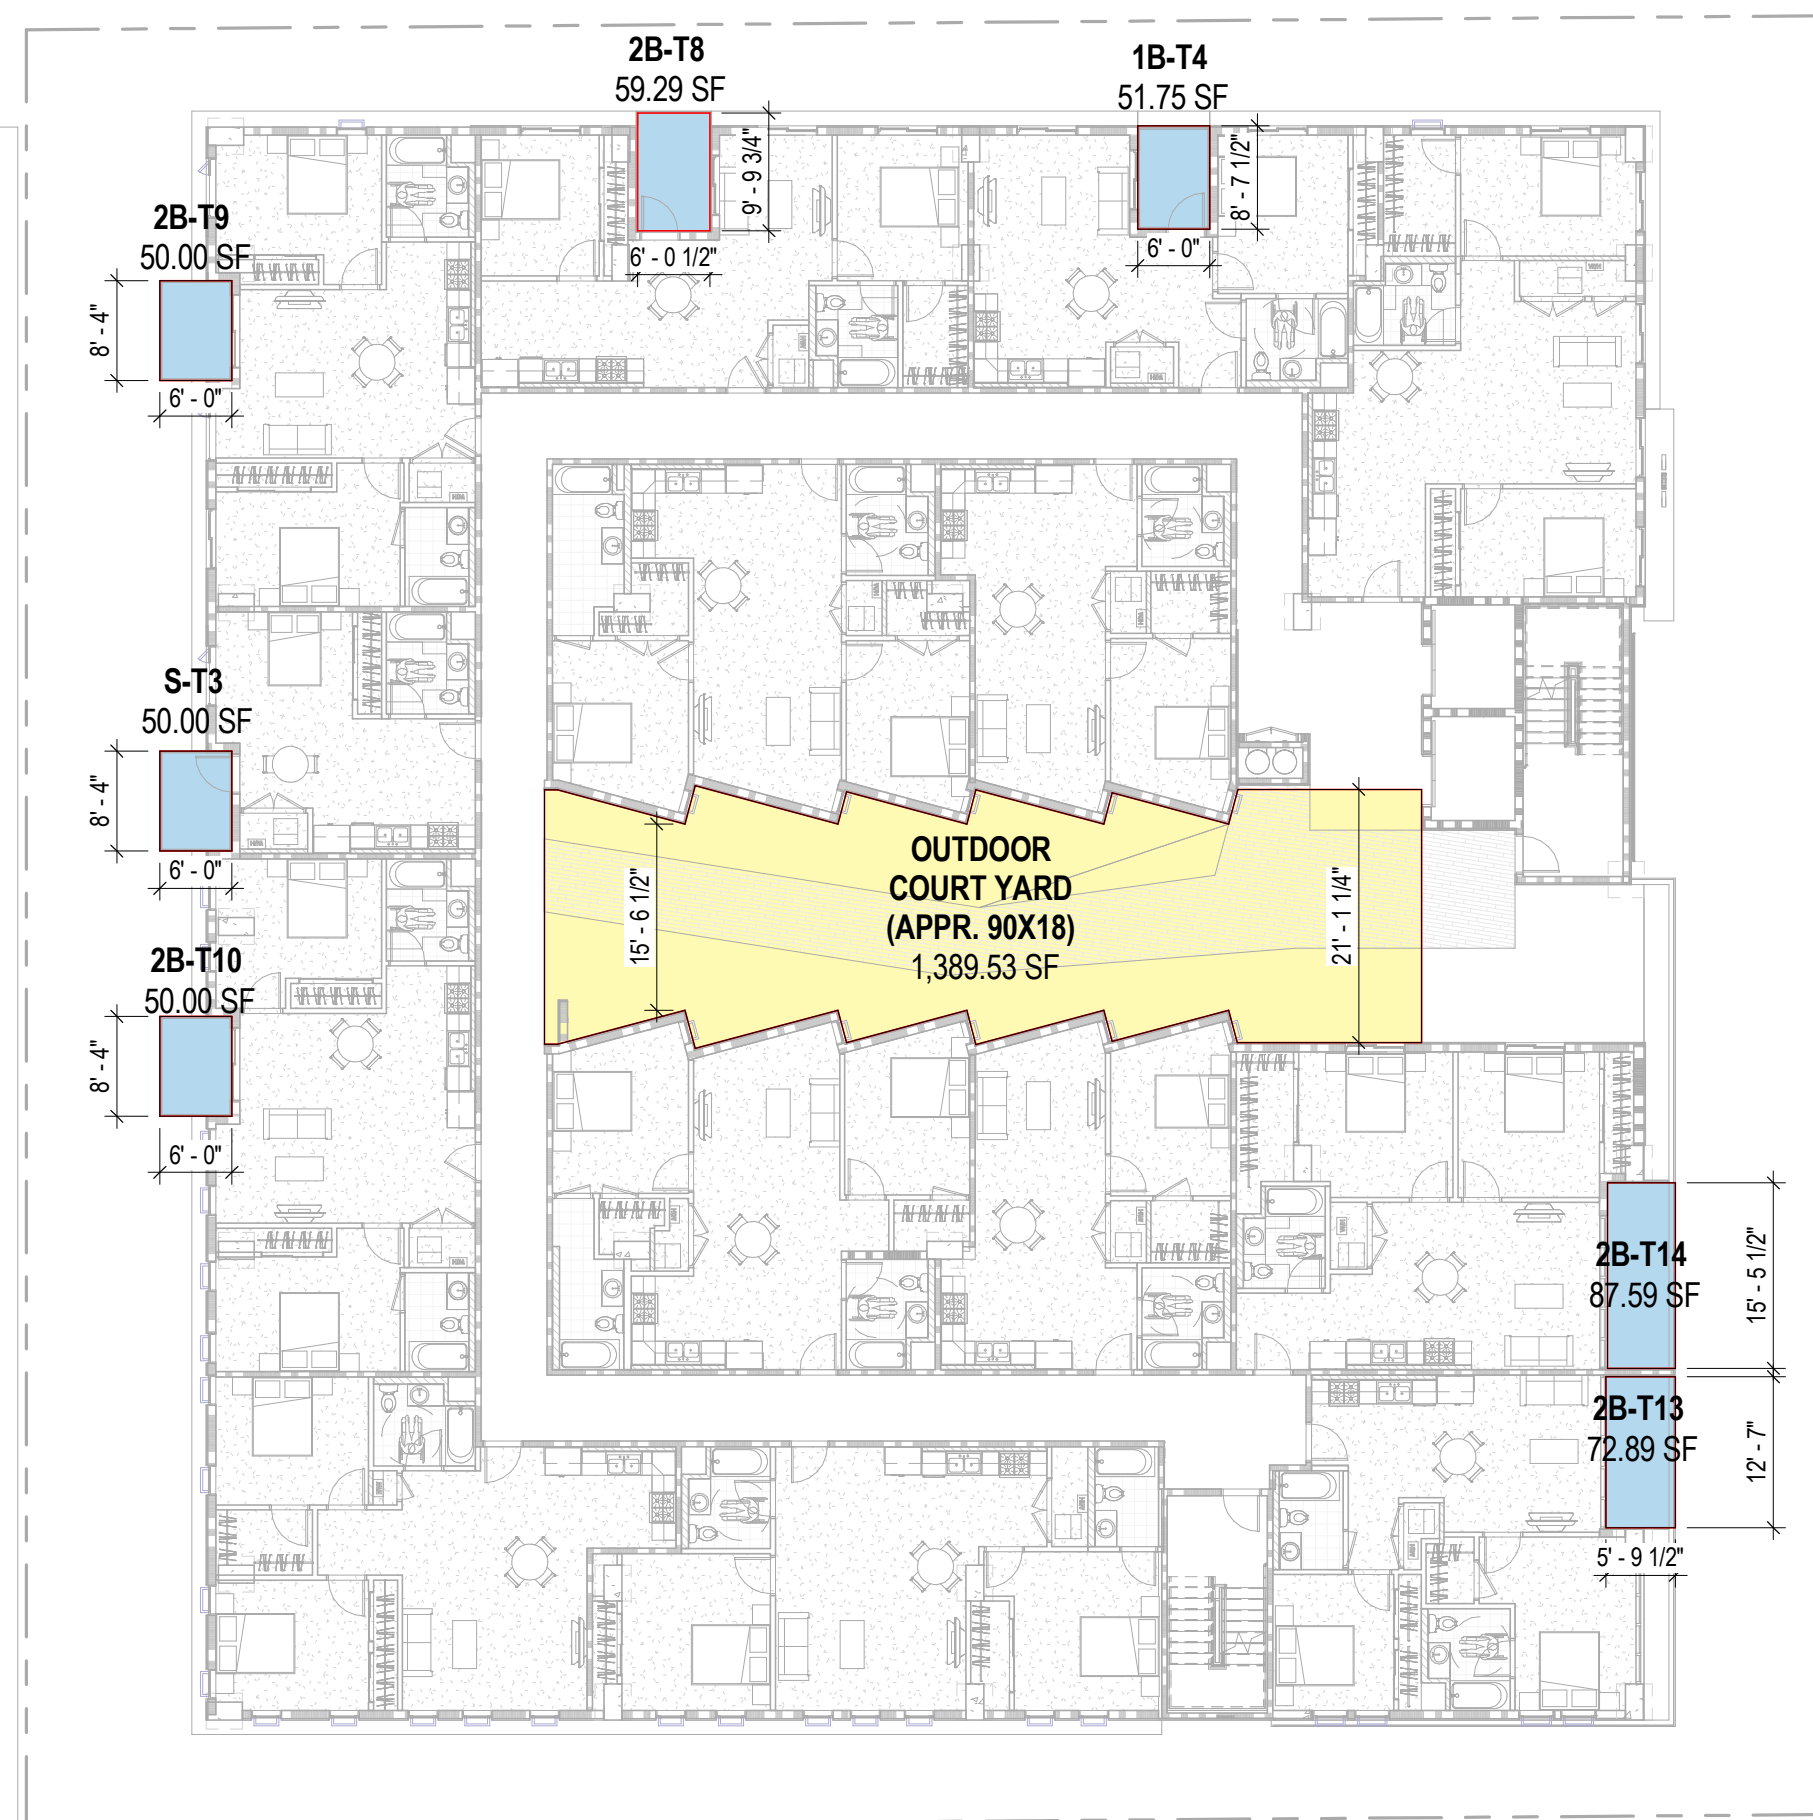 2B-T8
59.29 SF
1B-T4
51.75 SF
9' - 9 3/4"
8' - 7 1/2"
6' - 0 1/2"
6' - 0"
2B-T9
50.00 SF
8' - 4"
6' - 0"
S-T3
50.00 SF
8' - 4"
6' - 0"
OUTDOOR
COURT YARD
(APPR. 90X18)
1,389.53 SF
15' - 6 1/2"
21' - 1 1/4"
2B-T10
50.00 SF
8' - 4"
6' - 0"
2B-T14
87.59 SF
15' - 5 1/2"
2B-T13
72.89 SF
12' - 7"
5' - 9 1/2"